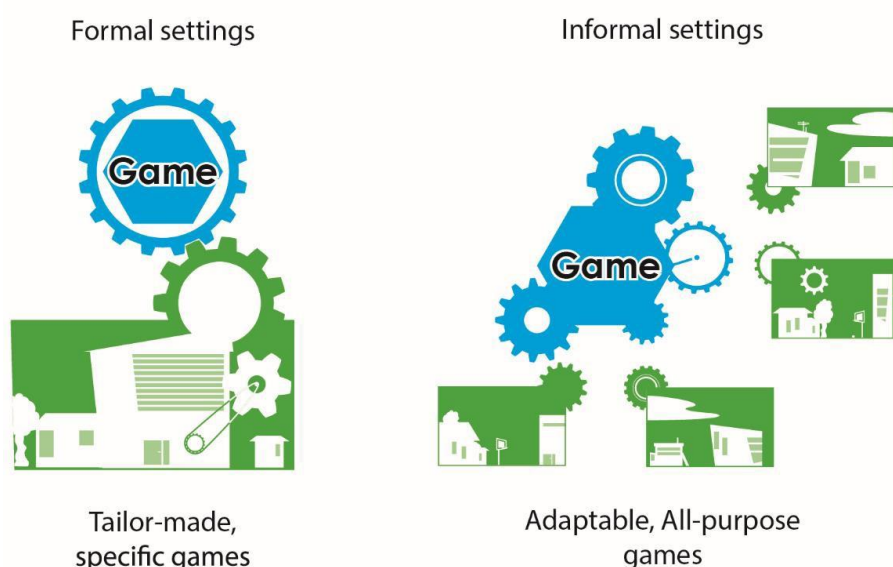 Formal settings
Informal settings
Game
Game
Tailor-made,
specific games
Adaptable, All-purpose
games